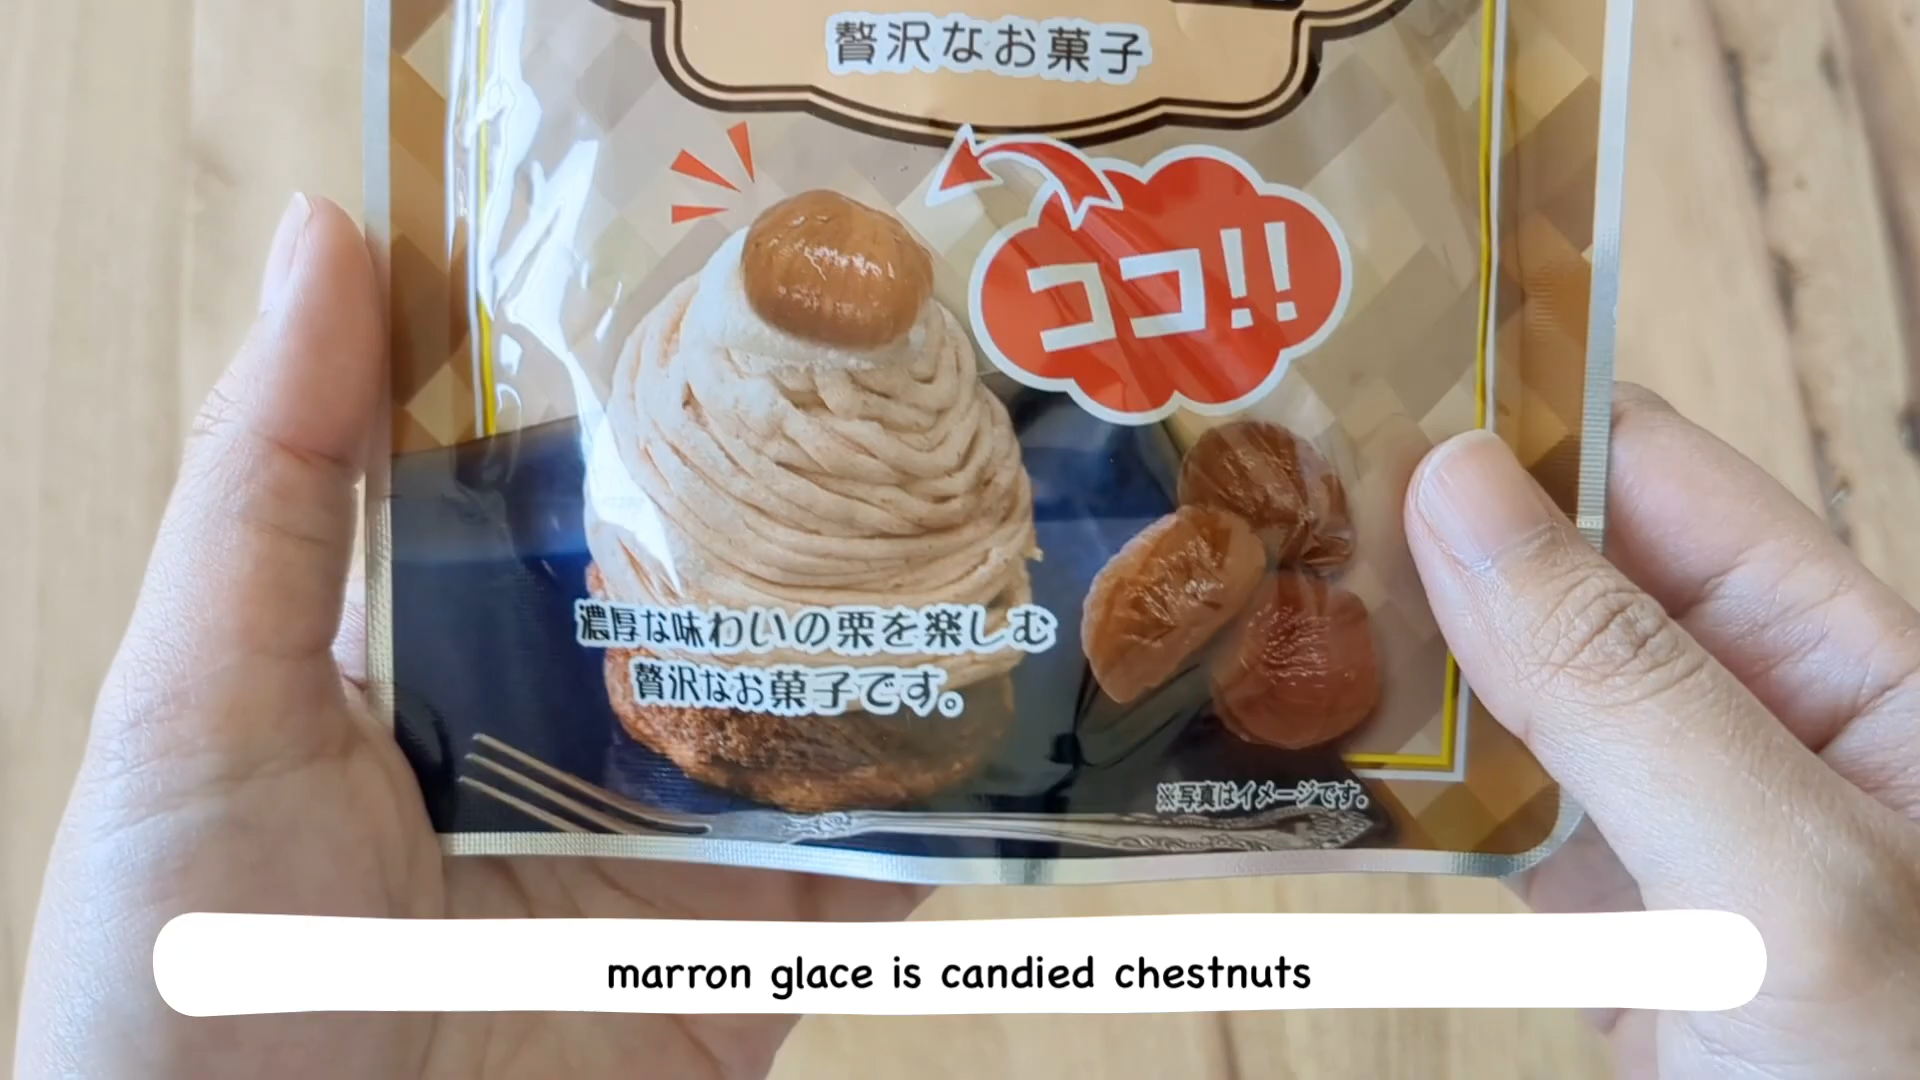 贅沢なお菓子
ココ!!
濃厚な味わいの栗を楽しむ
贅沢なお菓子です。
※写真はイメージです。
marron glace is candied chestnuts